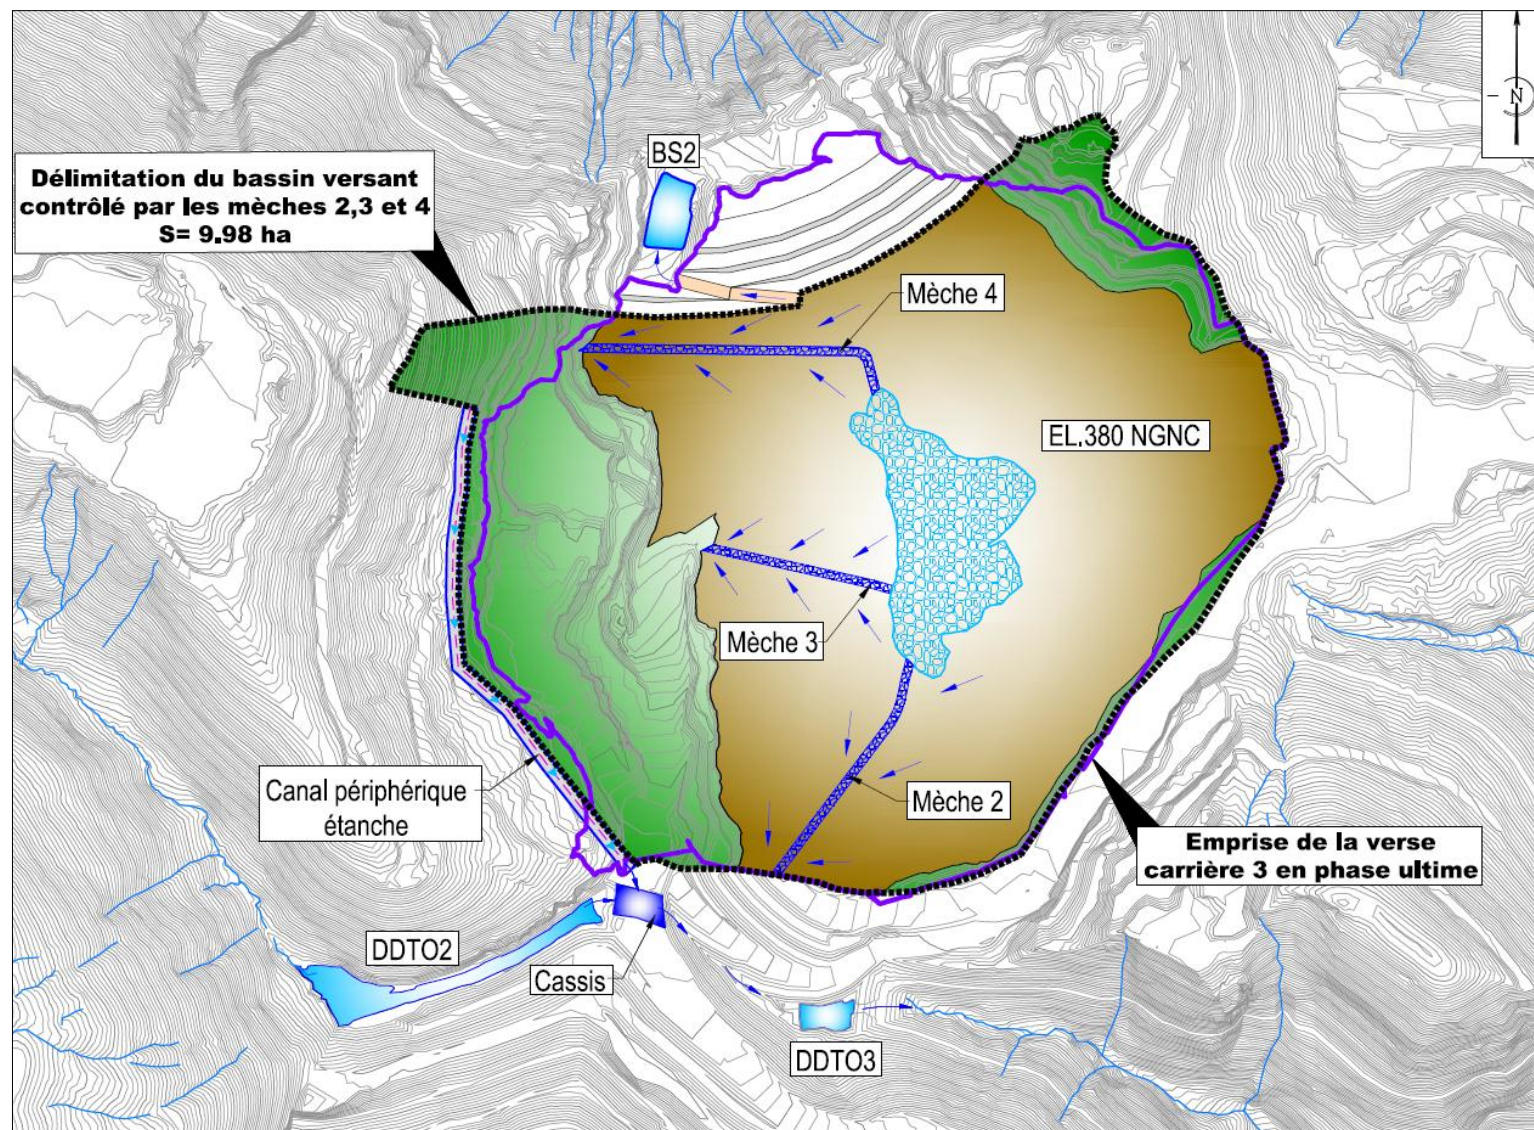 N
BS2
Délimitation du bassin versant
contrôlé par les mèches 2,3 et 4
S= 9.98 ha
Mèche 4
EL.380 NGNC
Mèche 3
Canal périphérique
étanche
Mèche 2
Emprise de la verse
carrière 3 en phase ultime
DDTO2
Cassis
DDTO3